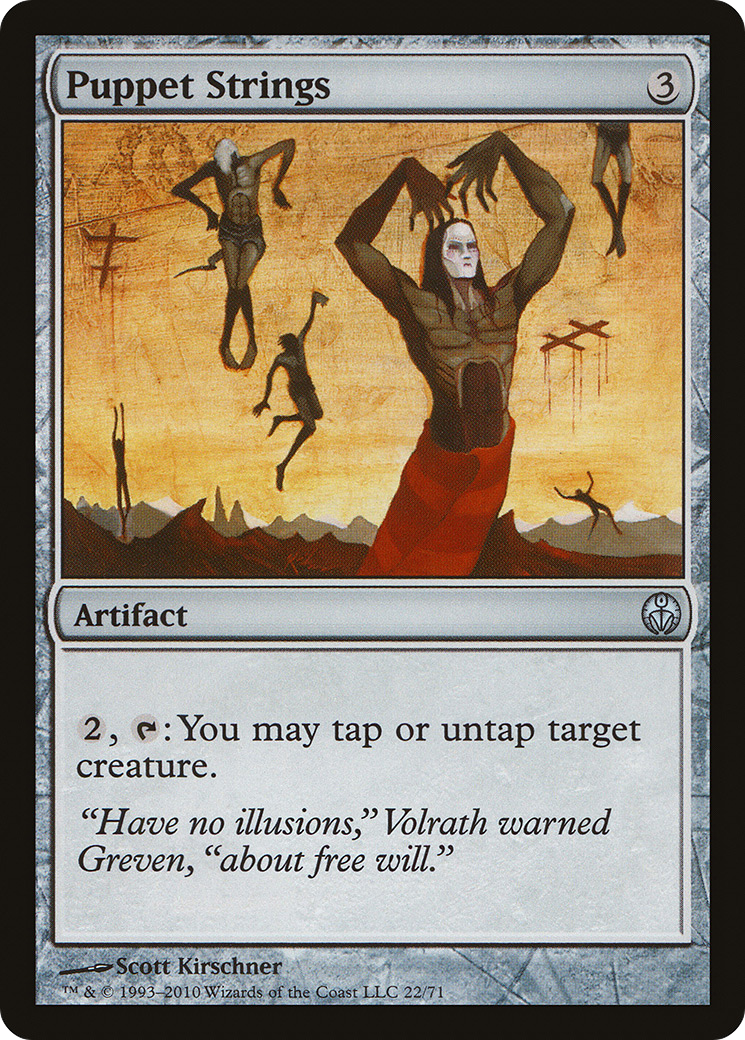 Puppet Strings 3
Artifact
2, : You may tap or untap target
creature.
“Have no illusions,” Volrath warned
Greven, “about free will.”
Scott Kirschner
™ & © 1993–2010 Wizards of the Coast LLC 22/71